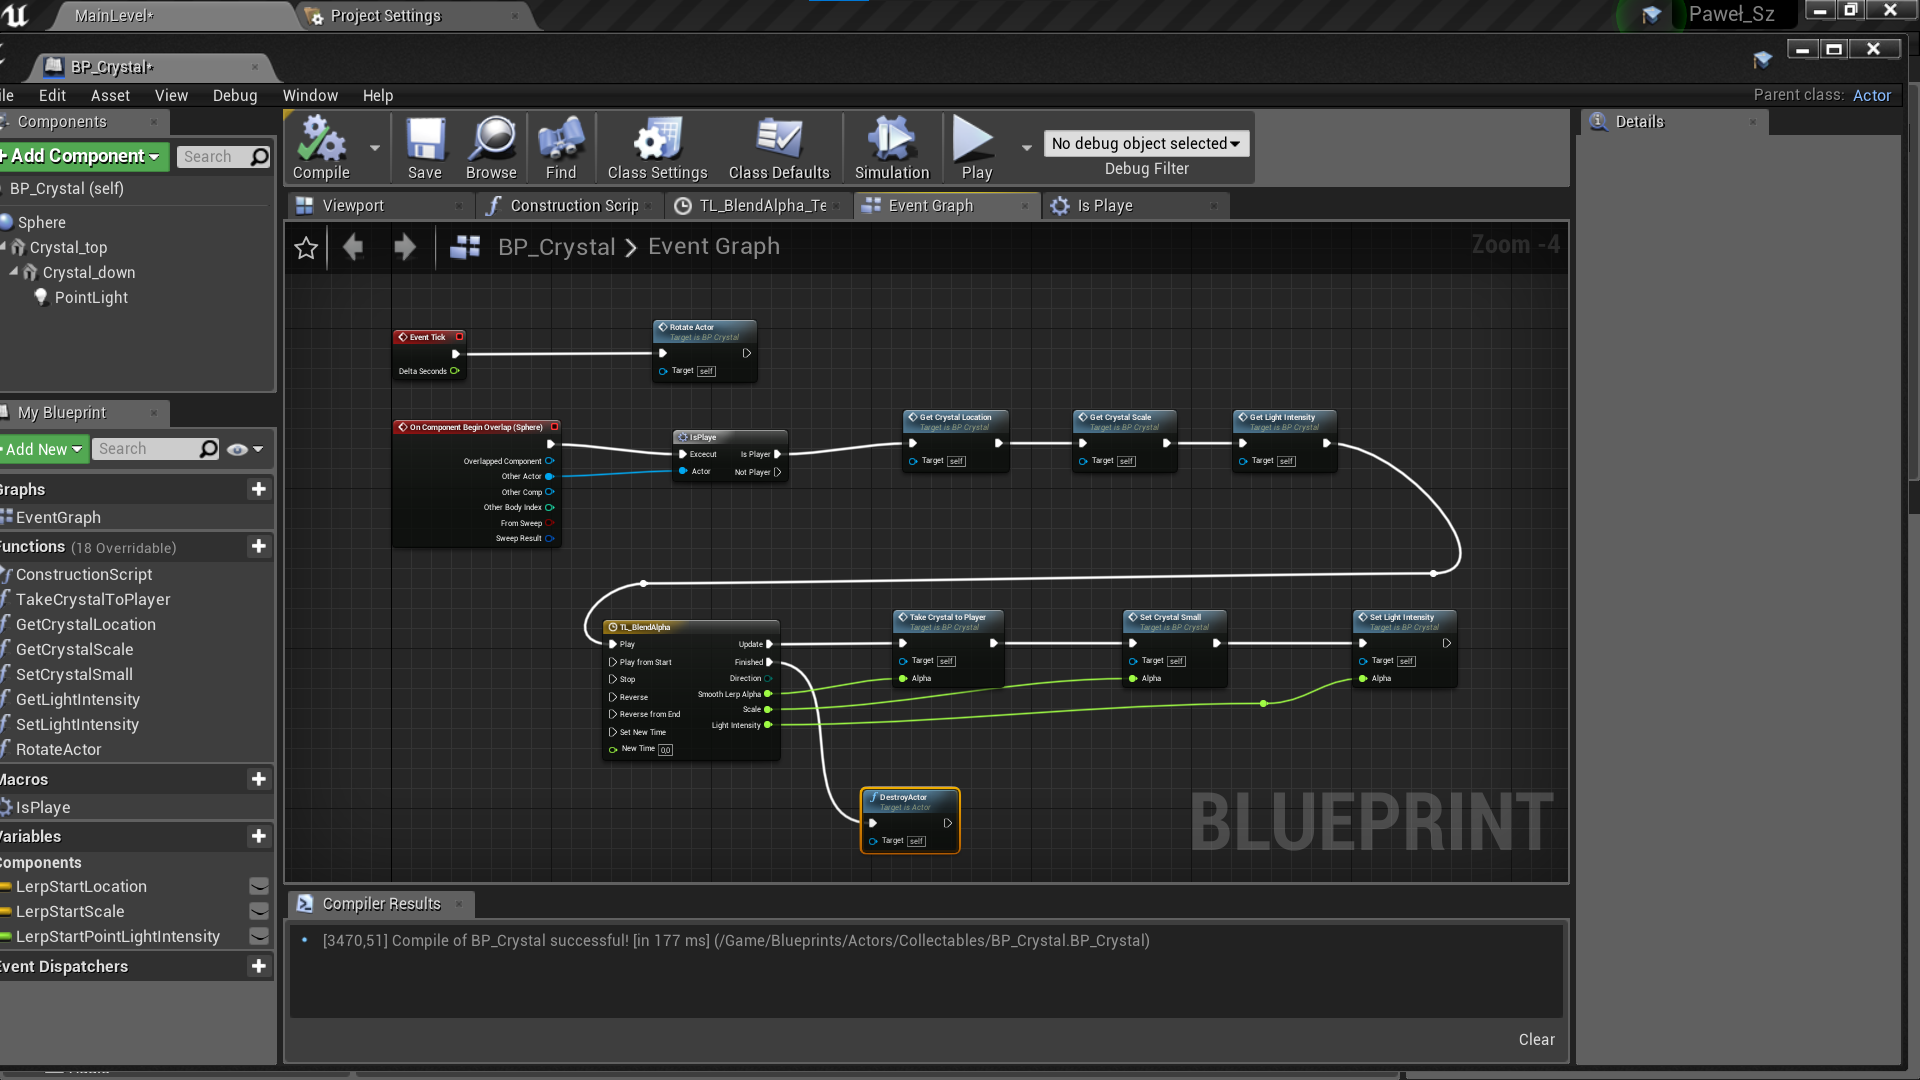 MainLevel*
Project Settings
Paweł_Sz
BP_Crystal*
Edit Asset View Debug Window Help
Parent class: Actor
Components
Add Component
Search
BP_Crystal (self)
Sphere
Crystal_top
Crystal_down
PointLight
My Blueprint
Add New
Search
EventGraph
(18 Overridable)
ConstructionScript
TakeCrystalToPlayer
GetCrystalLocation
GetCrystalScale
SetCrystalSmall
GetLightIntensity
SetLightIntensity
RotateActor
IsPlaye
LerpStartLocation
LerpStartScale
LerpStartPointLightIntensity
Compile
Save
Browse
Find
Class Settings
Class Defaults
Simulation
Play
No debug object selected
Debug Filter
Viewport
Construction Scrip
TL_BlendAlpha_Te
Event Graph
Is Playe
BP_Crystal > Event Graph
Zoom -4
Event Tick
Delta Seconds
Rotate Actor
Target is BP Crystal
Target self
On Component Begin Overlap (Sphere)
Overlapped Component
Other Actor
Other Comp
Other Body Index
From Sweep
Sweep Result
IsPlaye
Execut Is Player
Actor Not Player
Get Crystal Location
Target is BP Crystal
Target self
Get Crystal Scale
Target is BP Crystal
Target self
Get Light Intensity
Target is BP Crystal
Target self
TL_BlendAlpha
Play Update
Play from Start Finished
Stop Direction
Reverse Smooth Lerp Alpha
Reverse from End Scale
Set New Time Light Intensity
New Time 0,0
Take Crystal to Player
Target is BP Crystal
Target self
Alpha
Set Crystal Small
Target is BP Crystal
Target self
Alpha
Set Light Intensity
Target is BP Crystal
Target self
Alpha
DestroyActor
Target is Actor
Target self
BLUEPRINT
Compiler Results
[3470,51] Compile of BP_Crystal successful! [in 177 ms] (/Game/Blueprints/Actors/Collectables/BP_Crystal.BP_Crystal)
Clear
Details